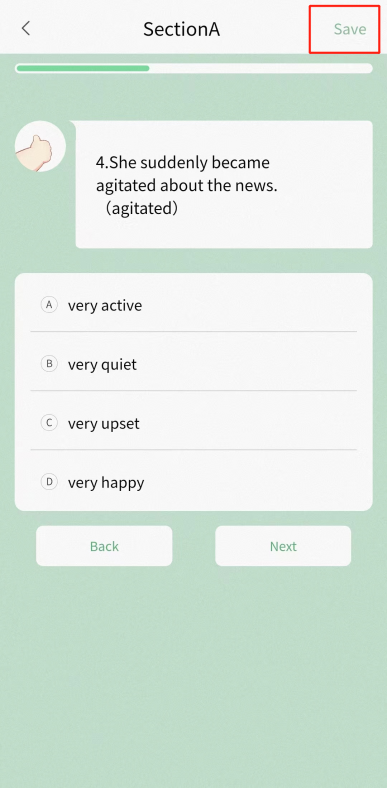 SectionA
Save
4.She suddenly became
agitated about the news.
（agitated）
A very active
B very quiet
C very upset
D very happy
Back
Next